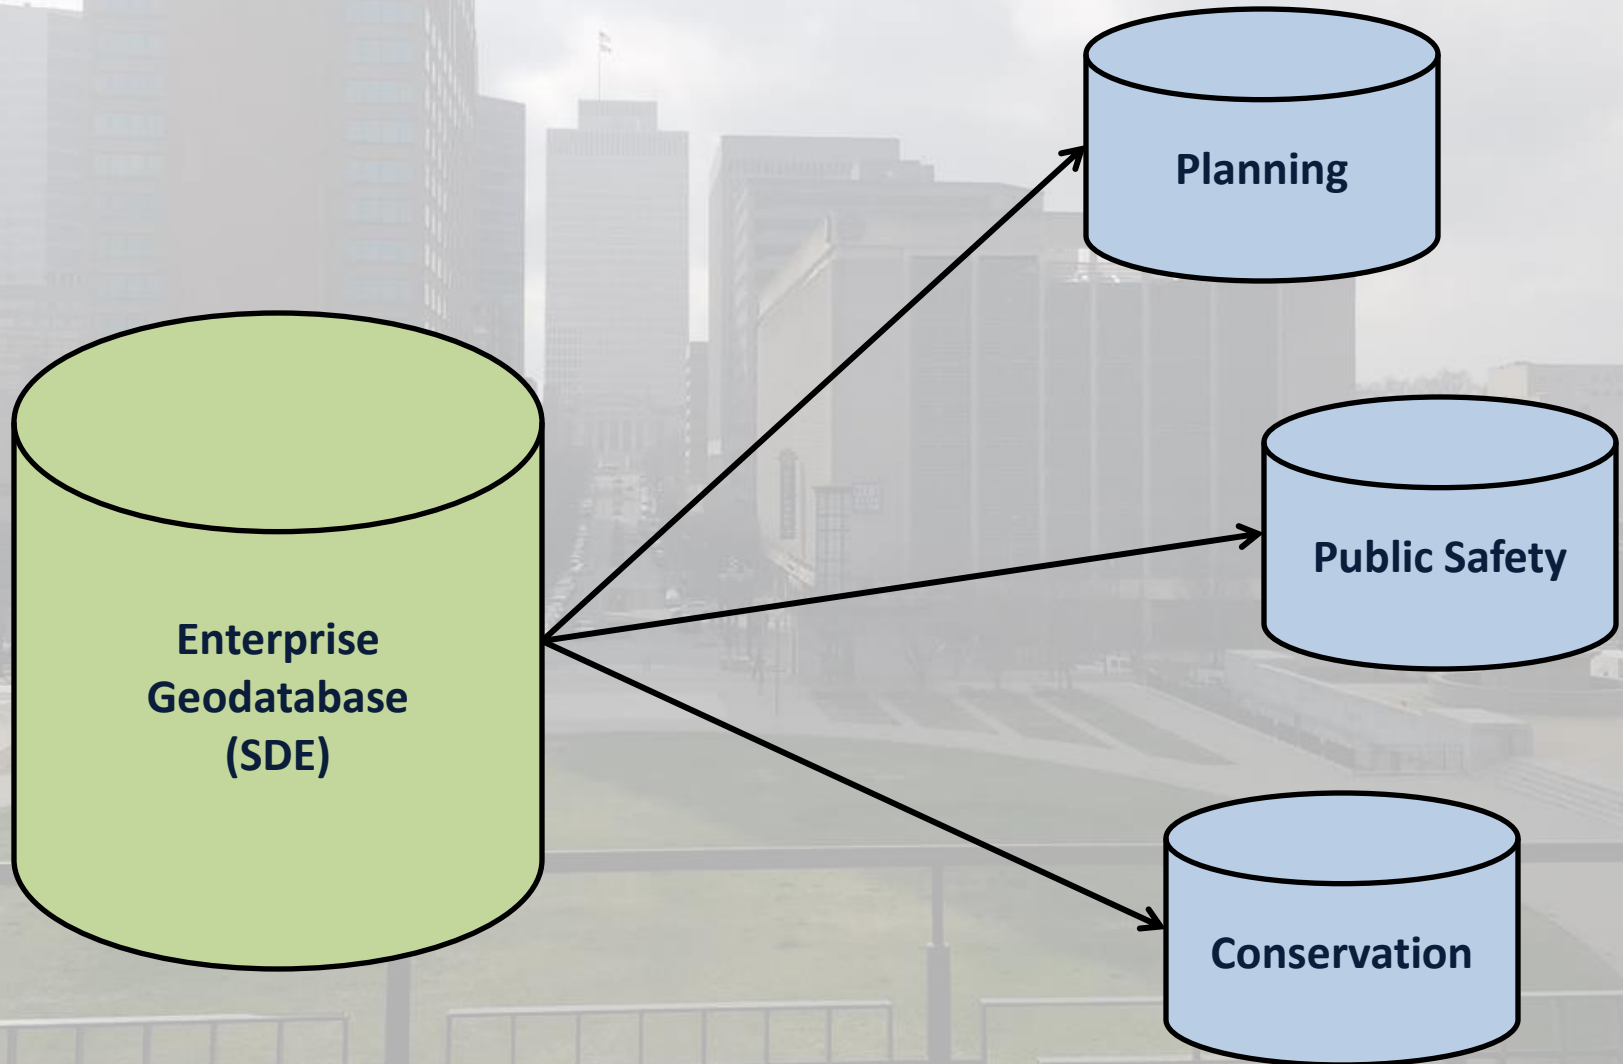 Planning
Enterprise
Geodatabase
(SDE)
Public Safety
Conservation